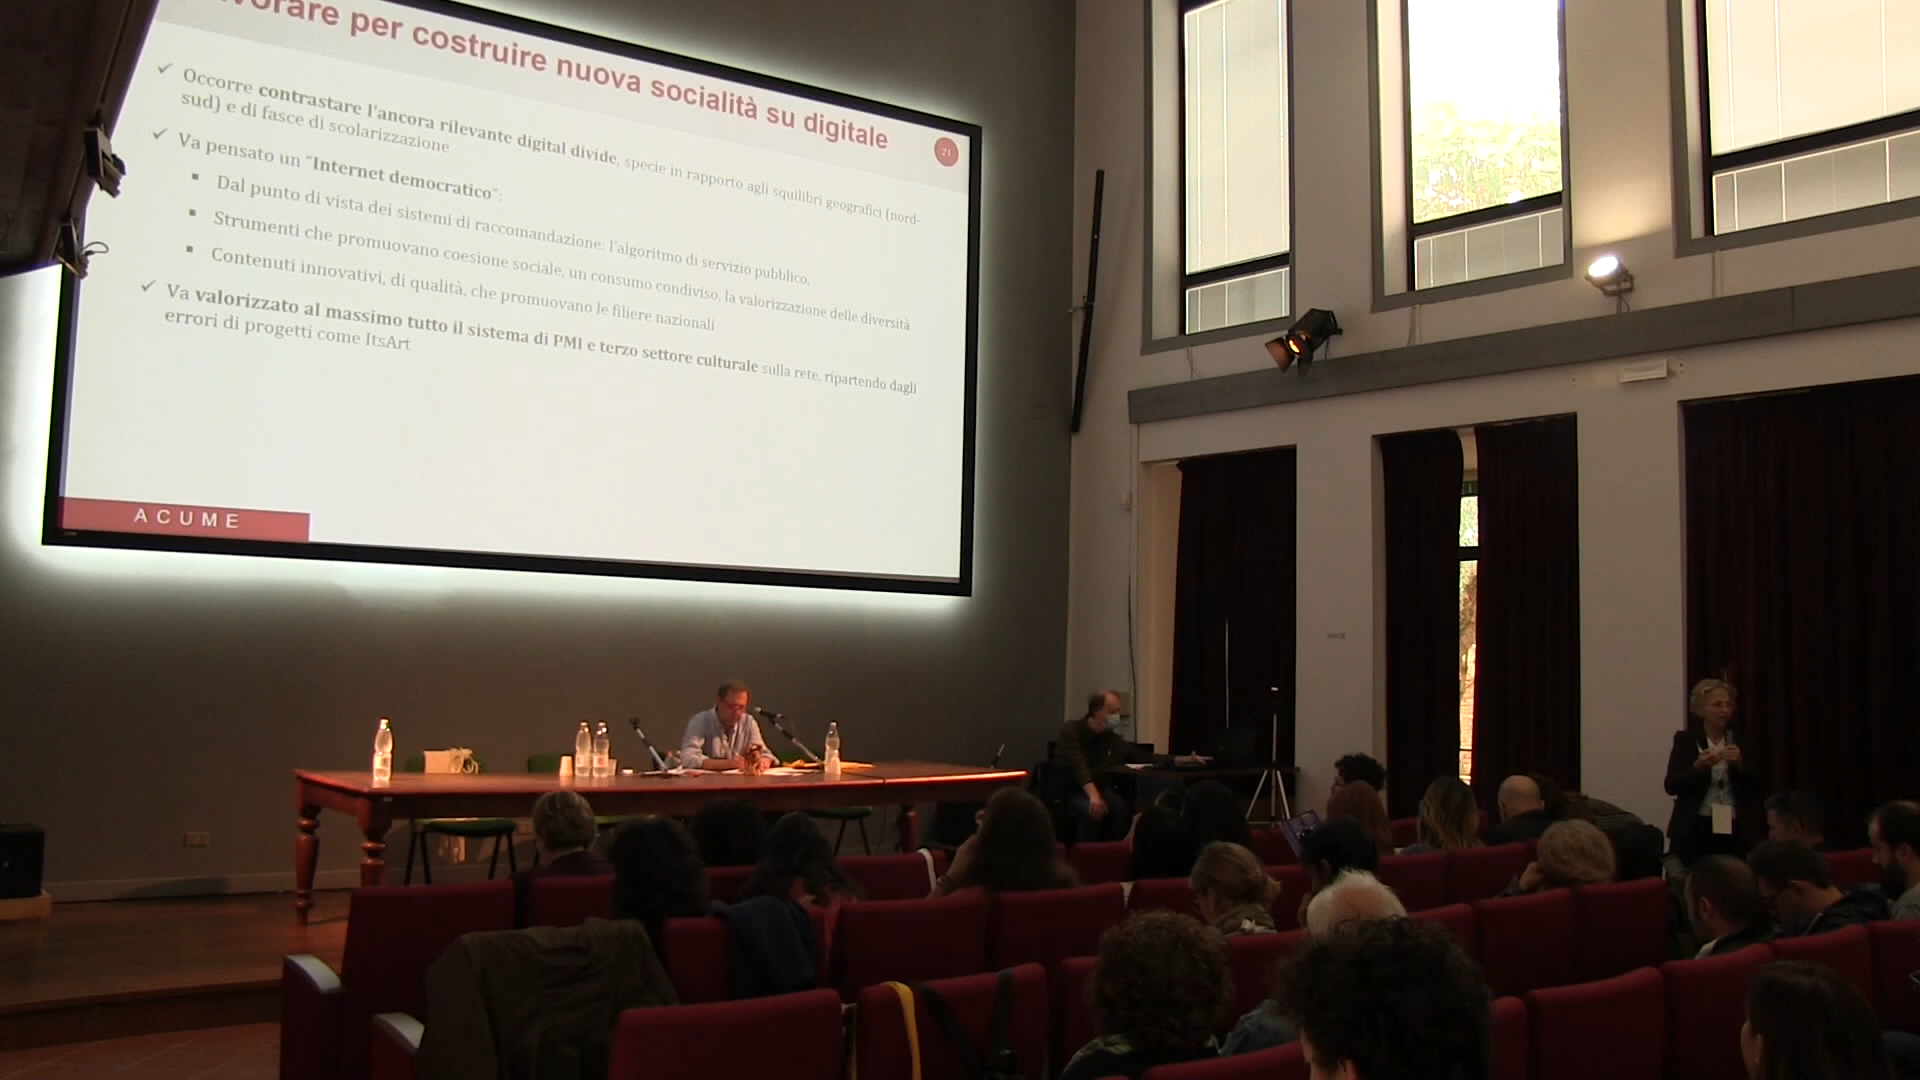 vorare per costruire nuova socialità su digitale
21
✓ Occorre contrastare l'ancora rilevante digital divide, specie in rapporto agli squilibri geografici (nord-
sud) e di fasce di scolarizzazione
✓ Va pensato un "Internet democratico":
▪ Dal punto di vista dei sistemi di raccomandazione: l'algoritmo di servizio pubblico,
▪ Strumenti che promuovano coesione sociale, un consumo condiviso, la valorizzazione delle diversità
▪ Contenuti innovativi, di qualità, che promuovano le filiere nazionali
✓ Va valorizzato al massimo tutto il sistema di PMI e terzo settore culturale sulla rete, ripartendo dagli
errori di progetti come ItsArt
ACUME